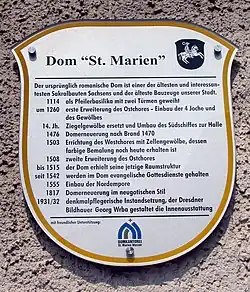 Dom "St. Marien"
Der ursprünglich romanische Dom ist einer der ältesten und interessan-
testen Sakralbauten Sachsens und der älteste Bauzeuge unserer Stadt.
1114 als Pfeilerbasilika mit zwei Türmen geweiht
um 1260 erste Erweiterung des Ostchores - Einbau der 4 Joche und
des Gewölbes
14. Jh. Ziegelgewölbe ersetzt und Umbau des Südschiffes zur Halle
1476 Domerneuerung nach Brand 1470
1503 Errichtung des Westchores mit Zellengewölbe, dessen
farbige Bemalung noch heute erhalten ist
1508 zweite Erweiterung des Ostchores
bis 1515 der Dom erhielt seine jetzige Raumstruktur
seit 1542 werden im Dom evangelische Gottesdienste gehalten
1555 Einbau der Nordempore
1817 Domerneuerung im neugotischen Stil
1931/32 denkmalpflegerische Instandsetzung, der Dresdner
Bildhauer Georg Wrba gestaltet die Innenausstattung
mit freundlicher Unterstützung:
DOMKANTOREI
St. Marien Wurzen